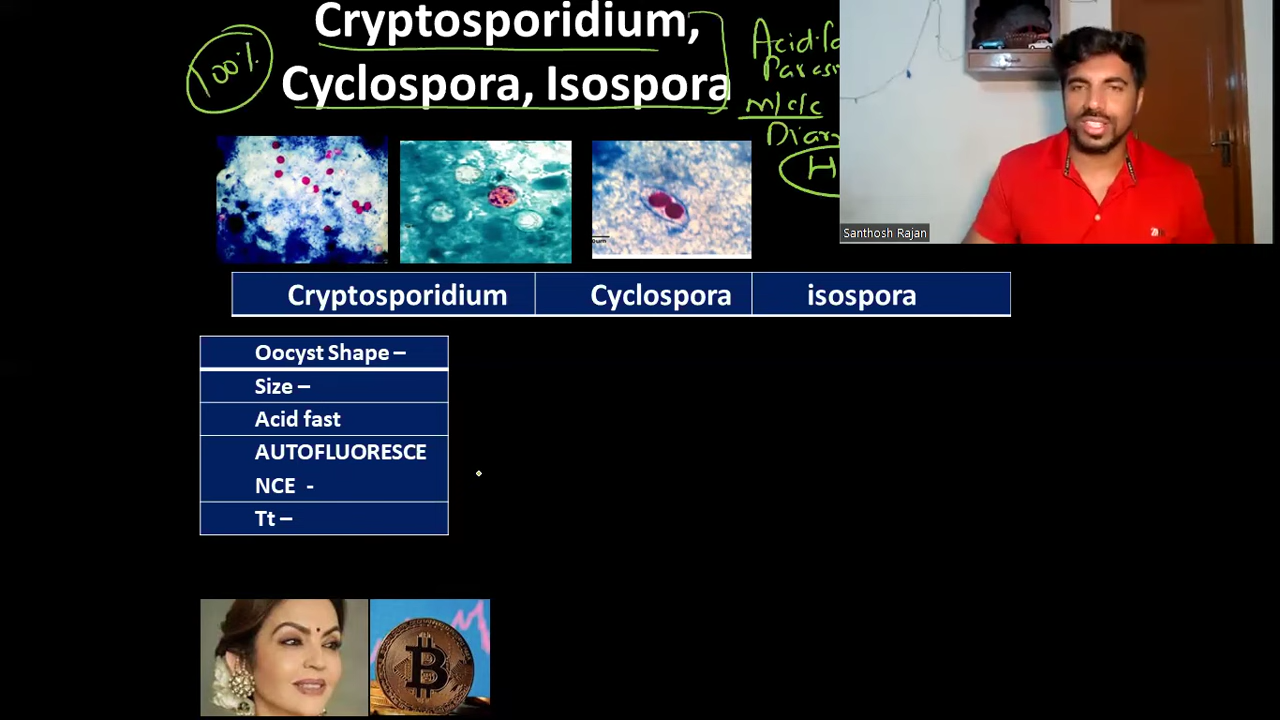 Cryptosporidium,
Cyclospora, Isospora
100%
m/c/c
Santhosh Rajan
Cryptosporidium Cyclospora isospora
Oocyst Shape –
Size –
Acid fast
AUTOFLUORESCE
NCE -
Tt –
B